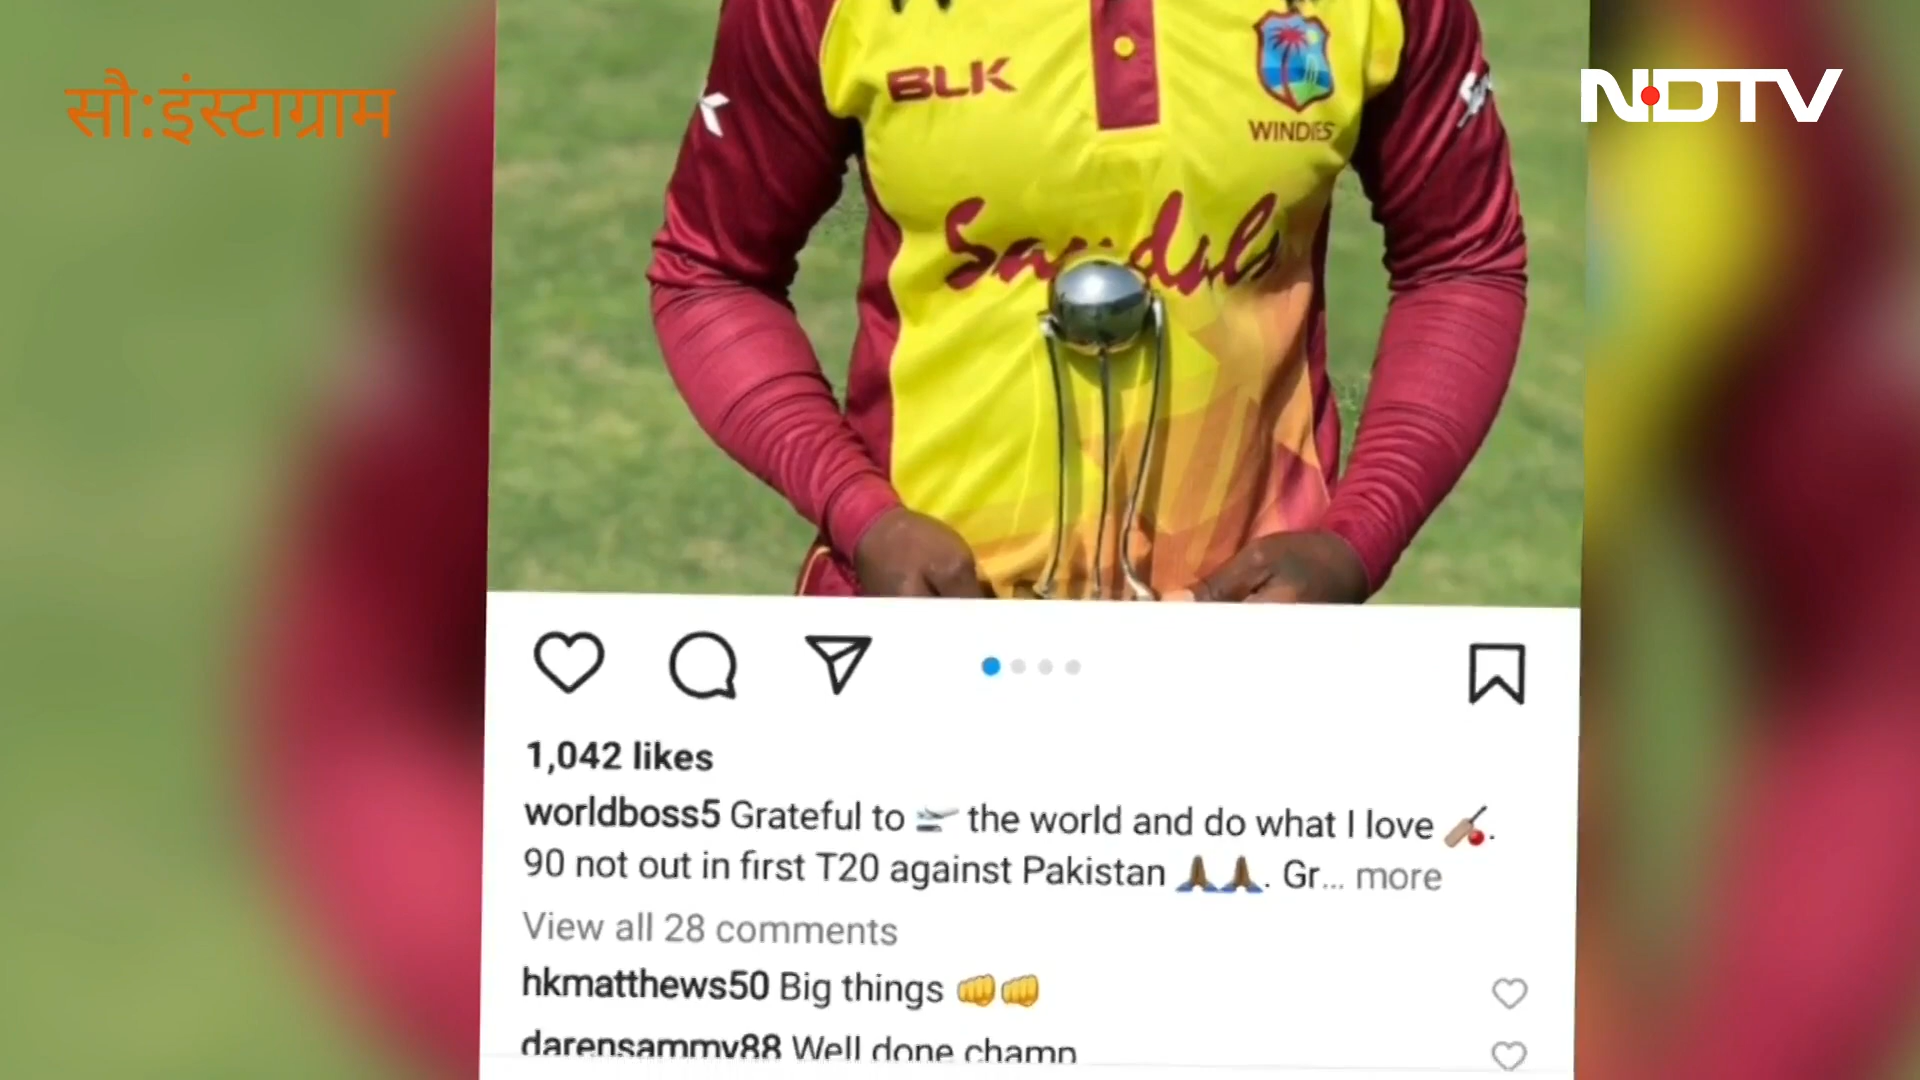 सौ:इंस्टाग्राम
NDTV
BLK
WINDIES
Sandals
1,042 likes
worldboss5 Grateful to 🛫 the world and do what I love 🏏.
90 not out in first T20 against Pakistan 🙏🏿🙏🏿. Gr... more
View all 28 comments
hkmatthews50 Big things 👊👊
darensammy88 Well done champ